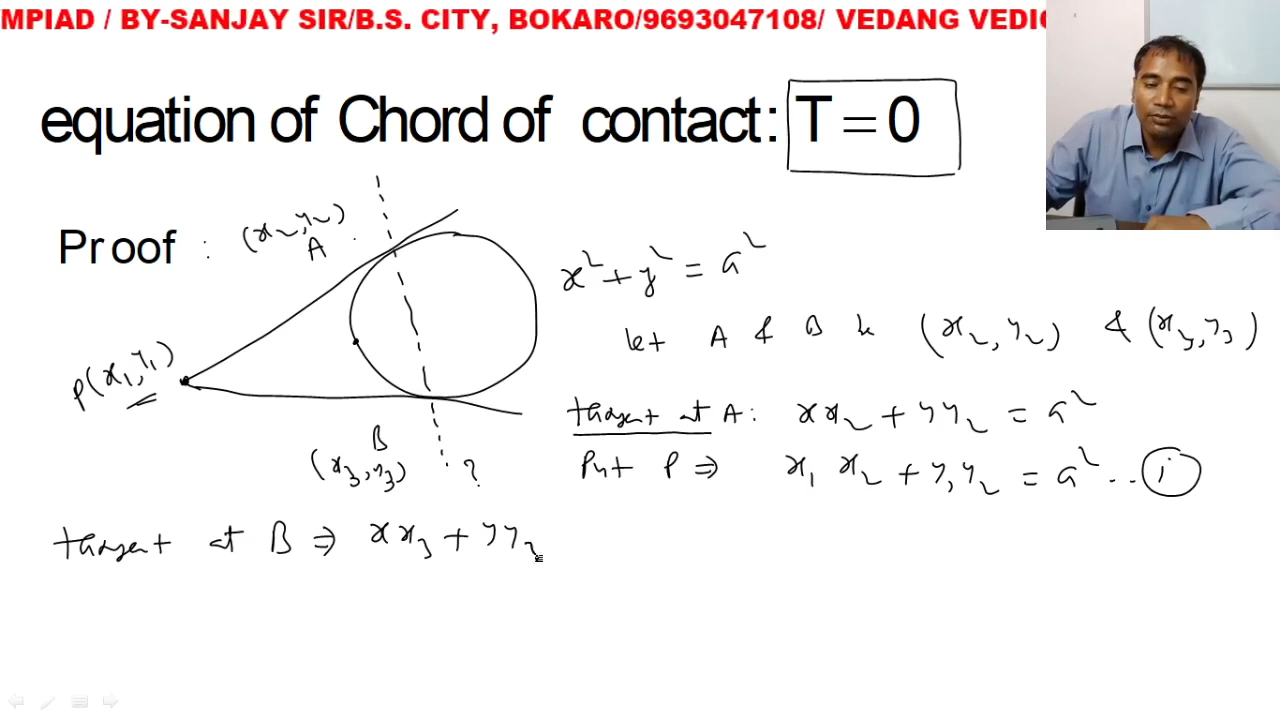 MPIAD / BY-SANJAY SIR/B.S. CITY, BOKARO/9693047108/ VEDANG VEDIC
equation of Chord of contact: T = 0
Proof :
(x₂, y₂)
A
x² + y² = a²
let A & B be (x₂, y₂) & (x₃, y₃)
P(x₁, y₁)
tangent at A: xx₂ + yy₂ = a²
B
(x₃, y₃)
?
Put P ⇒ x₁ x₂ + y₁ y₂ = a² .. (i)
tangent at B ⇒ xx₃ + yy